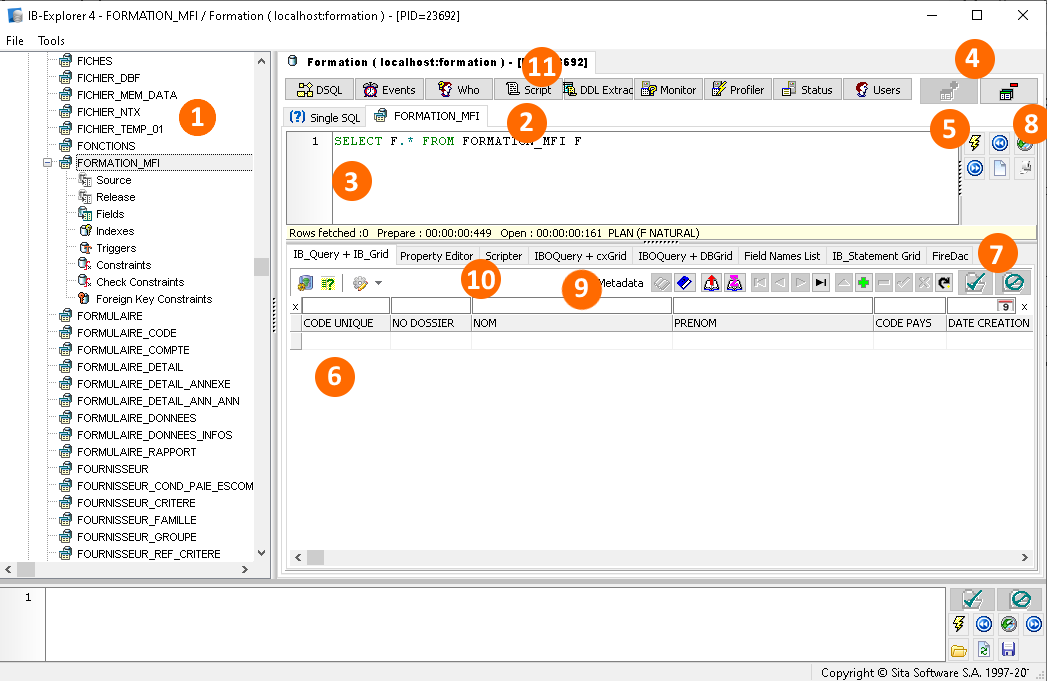 IB-Explorer 4 - FORMATION_MFI / Formation ( localhost:formation ) - [PID=23692]
File Tools
FICHES
FICHIER_DBF
FICHIER_MEM_DATA
FICHIER_NTX
FICHIER_TEMP_01
FONCTIONS
FORMATION_MFI
Source
Release
Fields
Indexes
Triggers
Constraints
Check Constraints
Foreign Key Constraints
FORMULAIRE
FORMULAIRE_CODE
FORMULAIRE_COMPTE
FORMULAIRE_DETAIL
FORMULAIRE_DETAIL_ANNEXE
FORMULAIRE_DETAIL_ANN_ANN
FORMULAIRE_DONNEES
FORMULAIRE_DONNEES_INFOS
FORMULAIRE_RAPPORT
FOURNISSEUR
FOURNISSEUR_COND_PAIE_ESCOM
FOURNISSEUR_CRITERE
FOURNISSEUR_FAMILLE
FOURNISSEUR_GROUPE
FOURNISSEUR_REF_CRITERE
1
Formation ( localhost:formation ) - [ 3692]
11
4
DSQL Events Who Script DDL Extrac Monitor Profiler Status Users
(?) Single SQL FORMATION_MFI
2
5
8
1 SELECT F.* FROM FORMATION_MFI F
3
Rows fetched :0 Prepare : 00:00:00:449 Open : 00:00:00:161 PLAN (F NATURAL)
7
IB_Query + IB_Grid Property Editor Scripter IBOQuery + cxGrid IBOQuery + DBGrid Field Names List IB_Statement Grid FireDac
10
9
Metadata
x 9 x
CODE UNIQUE NO DOSSIER NOM PRENOM CODE PAYS DATE CREATION
6
1
Copyright © Sita Software S.A. 1997-20